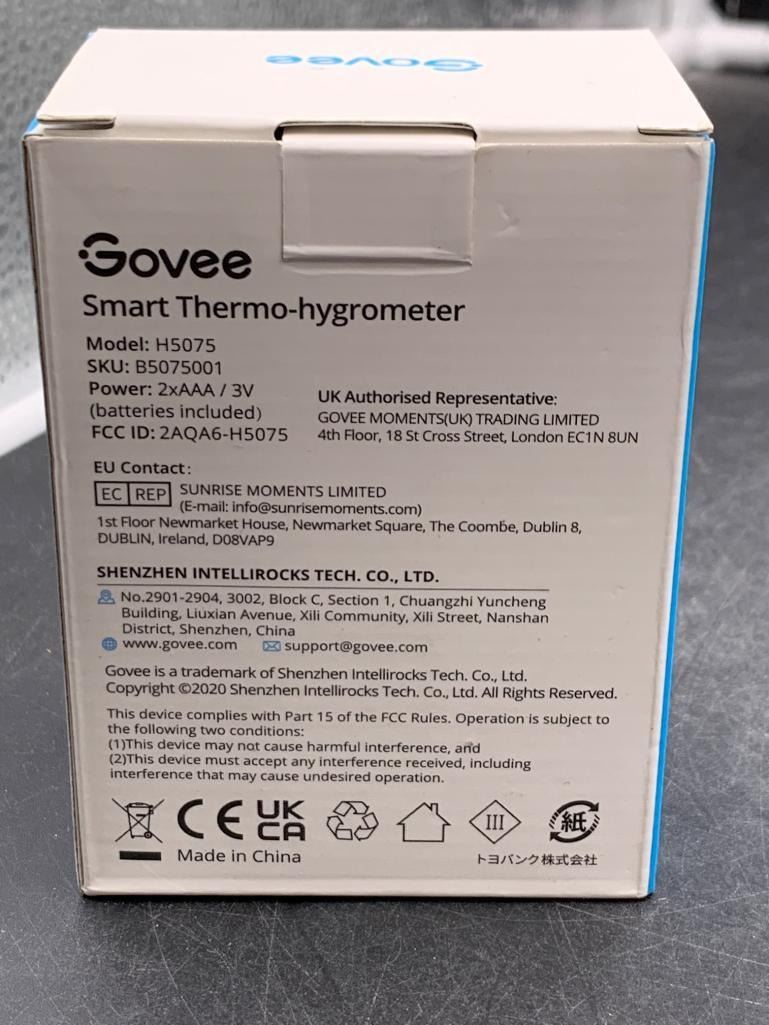 Govee
Govee
Smart Thermo-hygrometer
Model: H5075
SKU: B5075001
Power: 2xAAA / 3V
(batteries included)
FCC ID: 2AQA6-H5075
UK Authorised Representative:
GOVEE MOMENTS(UK) TRADING LIMITED
4th Floor, 18 St Cross Street, London EC1N 8UN
EU Contact:
EC REP SUNRISE MOMENTS LIMITED
(E-mail: info@sunrisemoments.com)
1st Floor Newmarket House, Newmarket Square, The Coombe, Dublin 8,
DUBLIN, Ireland, D08VAP9
SHENZHEN INTELLIROCKS TECH. CO., LTD.
No.2901-2904, 3002, Block C, Section 1, Chuangzhi Yuncheng
Building, Liuxian Avenue, Xili Community, Xili Street, Nanshan
District, Shenzhen, China
www.govee.com support@govee.com
Govee is a trademark of Shenzhen Intellirocks Tech. Co., Ltd.
Copyright ©2020 Shenzhen Intellirocks Tech. Co., Ltd. All Rights Reserved.
This device complies with Part 15 of the FCC Rules. Operation is subject to
the following two conditions:
(1)This device may not cause harmful interference, and
(2)This device must accept any interference received, including
interference that may cause undesired operation.
CE UK
CA
III
紙
Made in China
トヨバンク株式会社